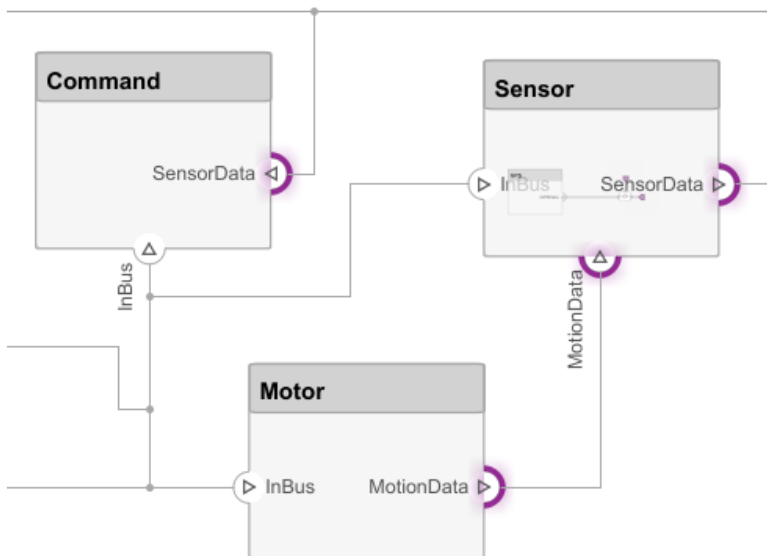 Command
Sensor
SensorData
InBus
SensorData
InBus
MotionData
Motor
InBus
MotionData